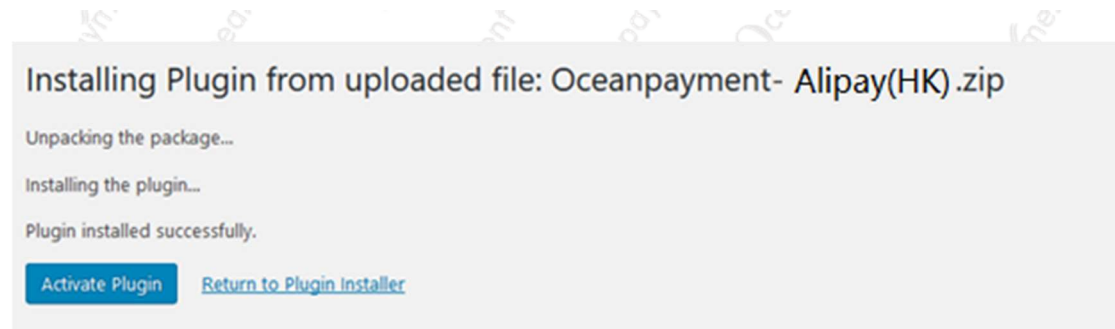 Installing Plugin from uploaded file: Oceanpayment- Alipay(HK).zip
Unpacking the package...
Installing the plugin...
Plugin installed successfully.
Activate Plugin Return to Plugin Installer